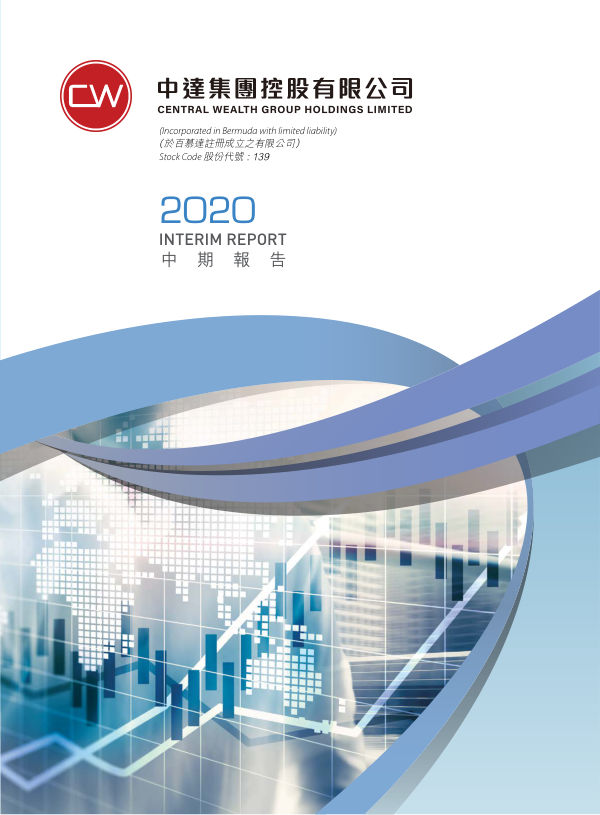 CW
中達集團控股有限公司
CENTRAL WEALTH GROUP HOLDINGS LIMITED
(Incorporated in Bermuda with limited liability)
(於百慕達註冊成立之有限公司)
Stock Code 股份代號：139
2020
INTERIM REPORT
中期報告